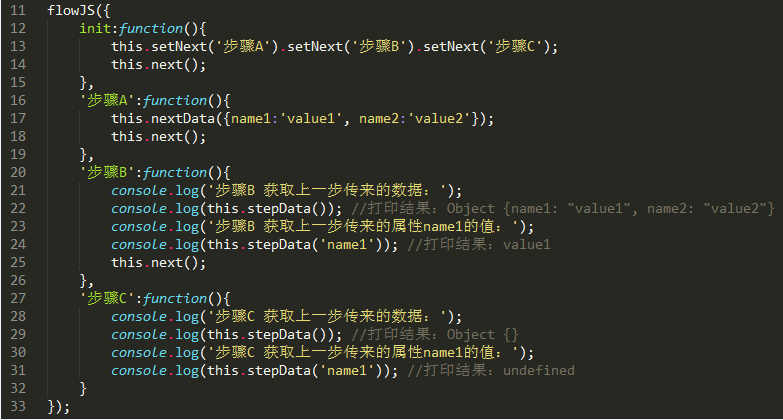 11 flowJS({
12     init:function(){
13         this.setNext('步骤A').setNext('步骤B').setNext('步骤C');
14         this.next();
15     },
16     '步骤A':function(){
17         this.nextData({name1:'value1', name2:'value2'});
18         this.next();
19     },
20     '步骤B':function(){
21         console.log('步骤B 获取上一步传来的数据：');
22         console.log(this.stepData()); //打印结果：Object {name1: "value1", name2: "value2"}
23         console.log('步骤B 获取上一步传来的属性name1的值：');
24         console.log(this.stepData('name1')); //打印结果：value1
25         this.next();
26     },
27     '步骤C':function(){
28         console.log('步骤C 获取上一步传来的数据：');
29         console.log(this.stepData()); //打印结果：Object {}
30         console.log('步骤C 获取上一步传来的属性name1的值：');
31         console.log(this.stepData('name1')); //打印结果：undefined
32     }
33 });